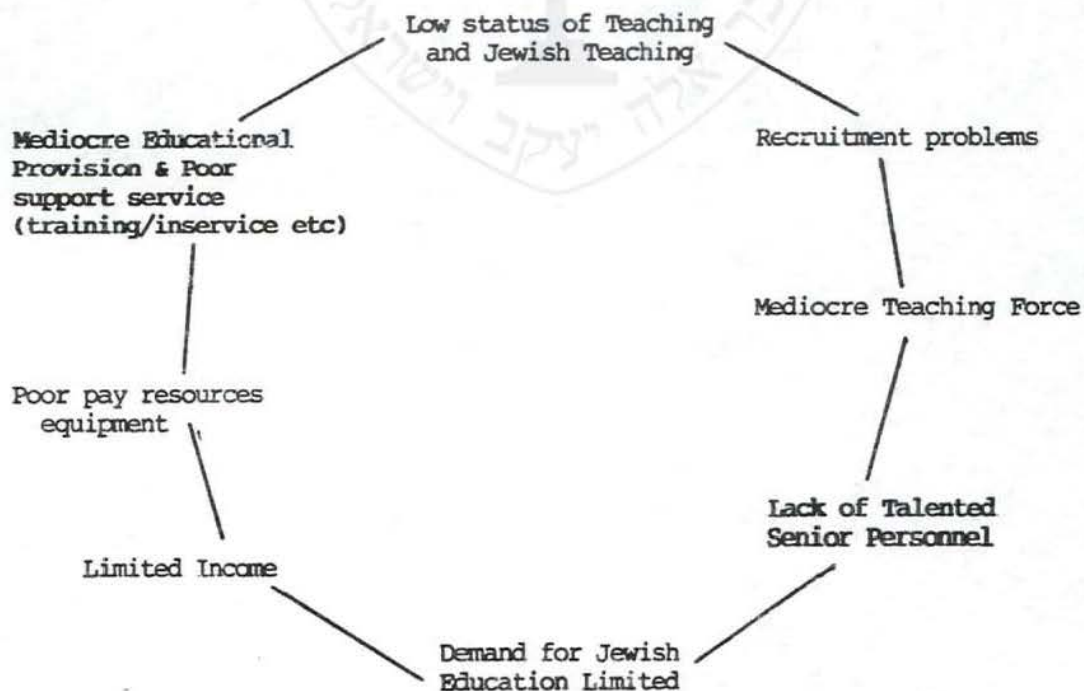 Low status of Teaching
and Jewish Teaching
Recruitment problems
Mediocre Teaching Force
Lack of Talented
Senior Personnel
Demand for Jewish
Education Limited
Limited Income
Poor pay resources
equipment
Mediocre Educational
Provision & Poor
support service
(training/inservice etc)
אלה